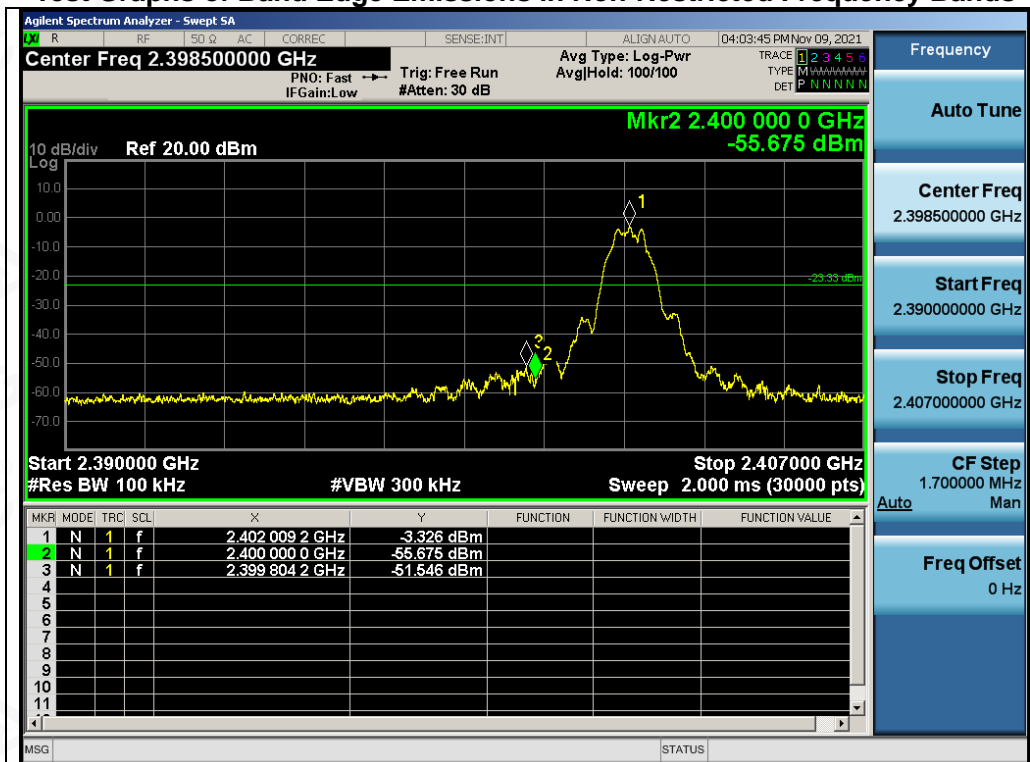 Test Graphs of Band Edge Emissions in Non-Restricted Frequency Bands
Agilent Spectrum Analyzer - Swept SA
LXI R RF 50 Ω AC CORREC SENSE:INT ALIGN AUTO 04:03:45 PM Nov 09, 2021
Center Freq 2.398500000 GHz
PNO: Fast
IFGain:Low
Trig: Free Run
#Atten: 30 dB
Avg Type: Log-Pwr
Avg|Hold: 100/100
TRACE 1 2 3 4 5 6
TYPE M WWWWW
DET P N N N N N
Mkr2 2.400 000 0 GHz
-55.675 dBm
10 dB/div Ref 20.00 dBm
Log
10.0
0.00
-10.0
-20.0
-30.0
-40.0
-50.0
-60.0
-70.0
1
-23.33 dBm
3
2
Start 2.390000 GHz Stop 2.407000 GHz
#Res BW 100 kHz #VBW 300 kHz Sweep 2.000 ms (30000 pts)
MKR MODE TRC SCL X Y FUNCTION FUNCTION WIDTH FUNCTION VALUE
1 N 1 f 2.402 009 2 GHz -3.326 dBm
2 N 1 f 2.400 000 0 GHz -55.675 dBm
3 N 1 f 2.399 804 2 GHz -51.546 dBm
4
5
6
7
8
9
10
11
MSG STATUS
Frequency
Auto Tune
Center Freq
2.398500000 GHz
Start Freq
2.390000000 GHz
Stop Freq
2.407000000 GHz
CF Step
1.700000 MHz
Auto Man
Freq Offset
0 Hz